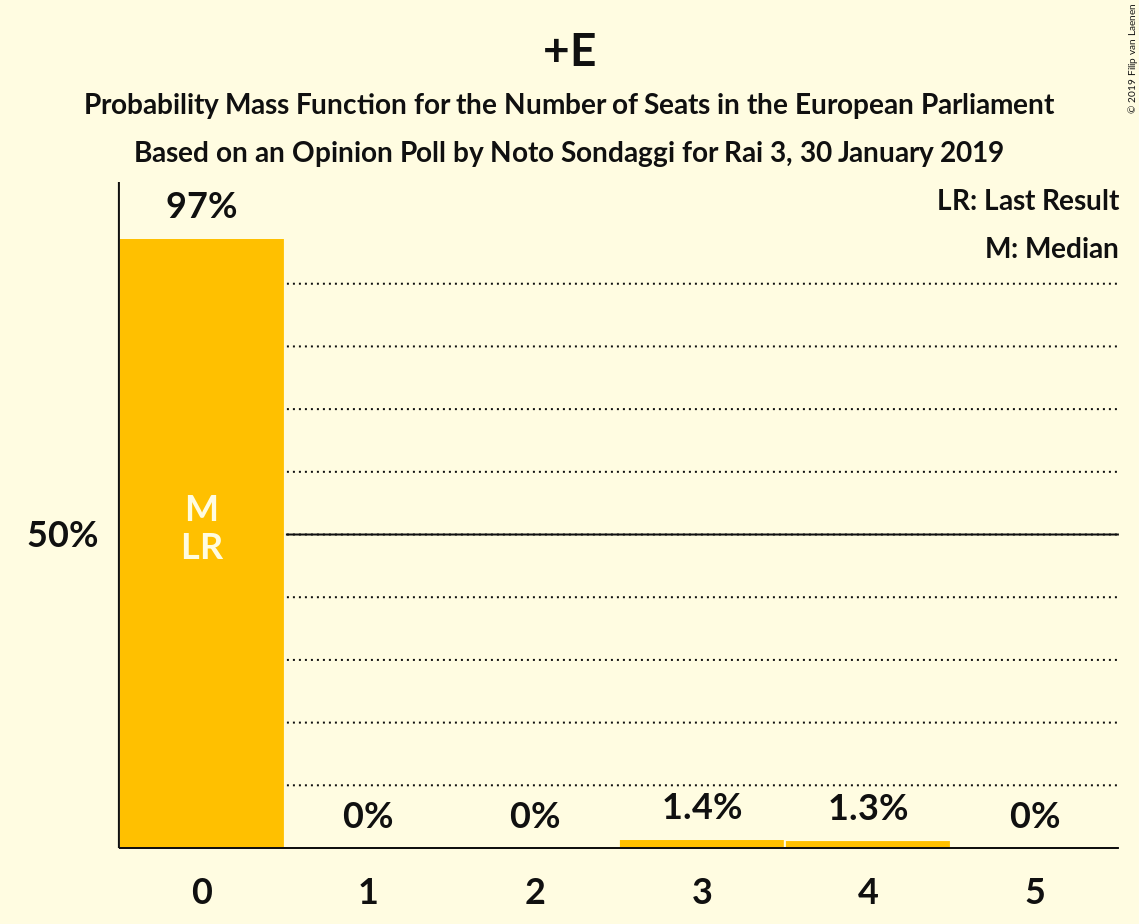 +E
Probability Mass Function for the Number of Seats in the European Parliament
Based on an Opinion Poll by Noto Sondaggi for Rai 3, 30 January 2019
© 2019 Filip van Laenen
LR: Last Result
M: Median
97%
M
LR
50%
0%
0%
1.4%
1.3%
0%
0
1
2
3
4
5